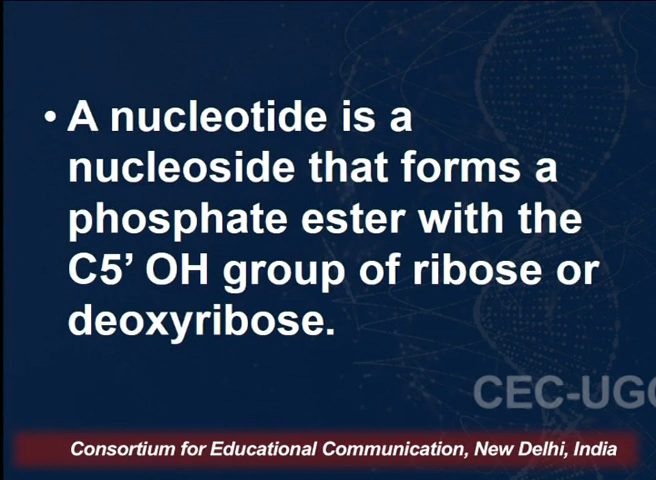 • A nucleotide is a
nucleoside that forms a
phosphate ester with the
C5’ OH group of ribose or
deoxyribose.
CEC-UGC
Consortium for Educational Communication, New Delhi, India